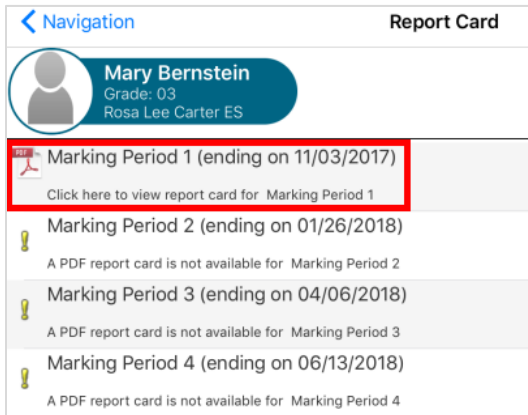 Navigation
Report Card
Mary Bernstein
Grade: 03
Rosa Lee Carter ES
PDF
Marking Period 1 (ending on 11/03/2017)
Click here to view report card for Marking Period 1
Marking Period 2 (ending on 01/26/2018)
A PDF report card is not available for Marking Period 2
Marking Period 3 (ending on 04/06/2018)
A PDF report card is not available for Marking Period 3
Marking Period 4 (ending on 06/13/2018)
A PDF report card is not available for Marking Period 4